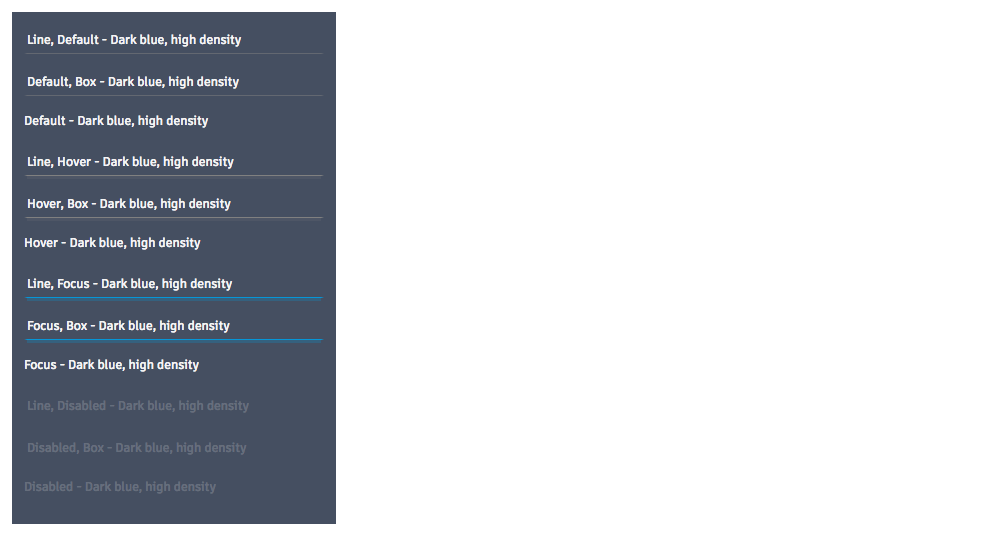 Line, Default - Dark blue, high density
Default, Box - Dark blue, high density
Default - Dark blue, high density
Line, Hover - Dark blue, high density
Hover, Box - Dark blue, high density
Hover - Dark blue, high density
Line, Focus - Dark blue, high density
Focus, Box - Dark blue, high density
Focus - Dark blue, high density
Line, Disabled - Dark blue, high density
Disabled, Box - Dark blue, high density
Disabled - Dark blue, high density